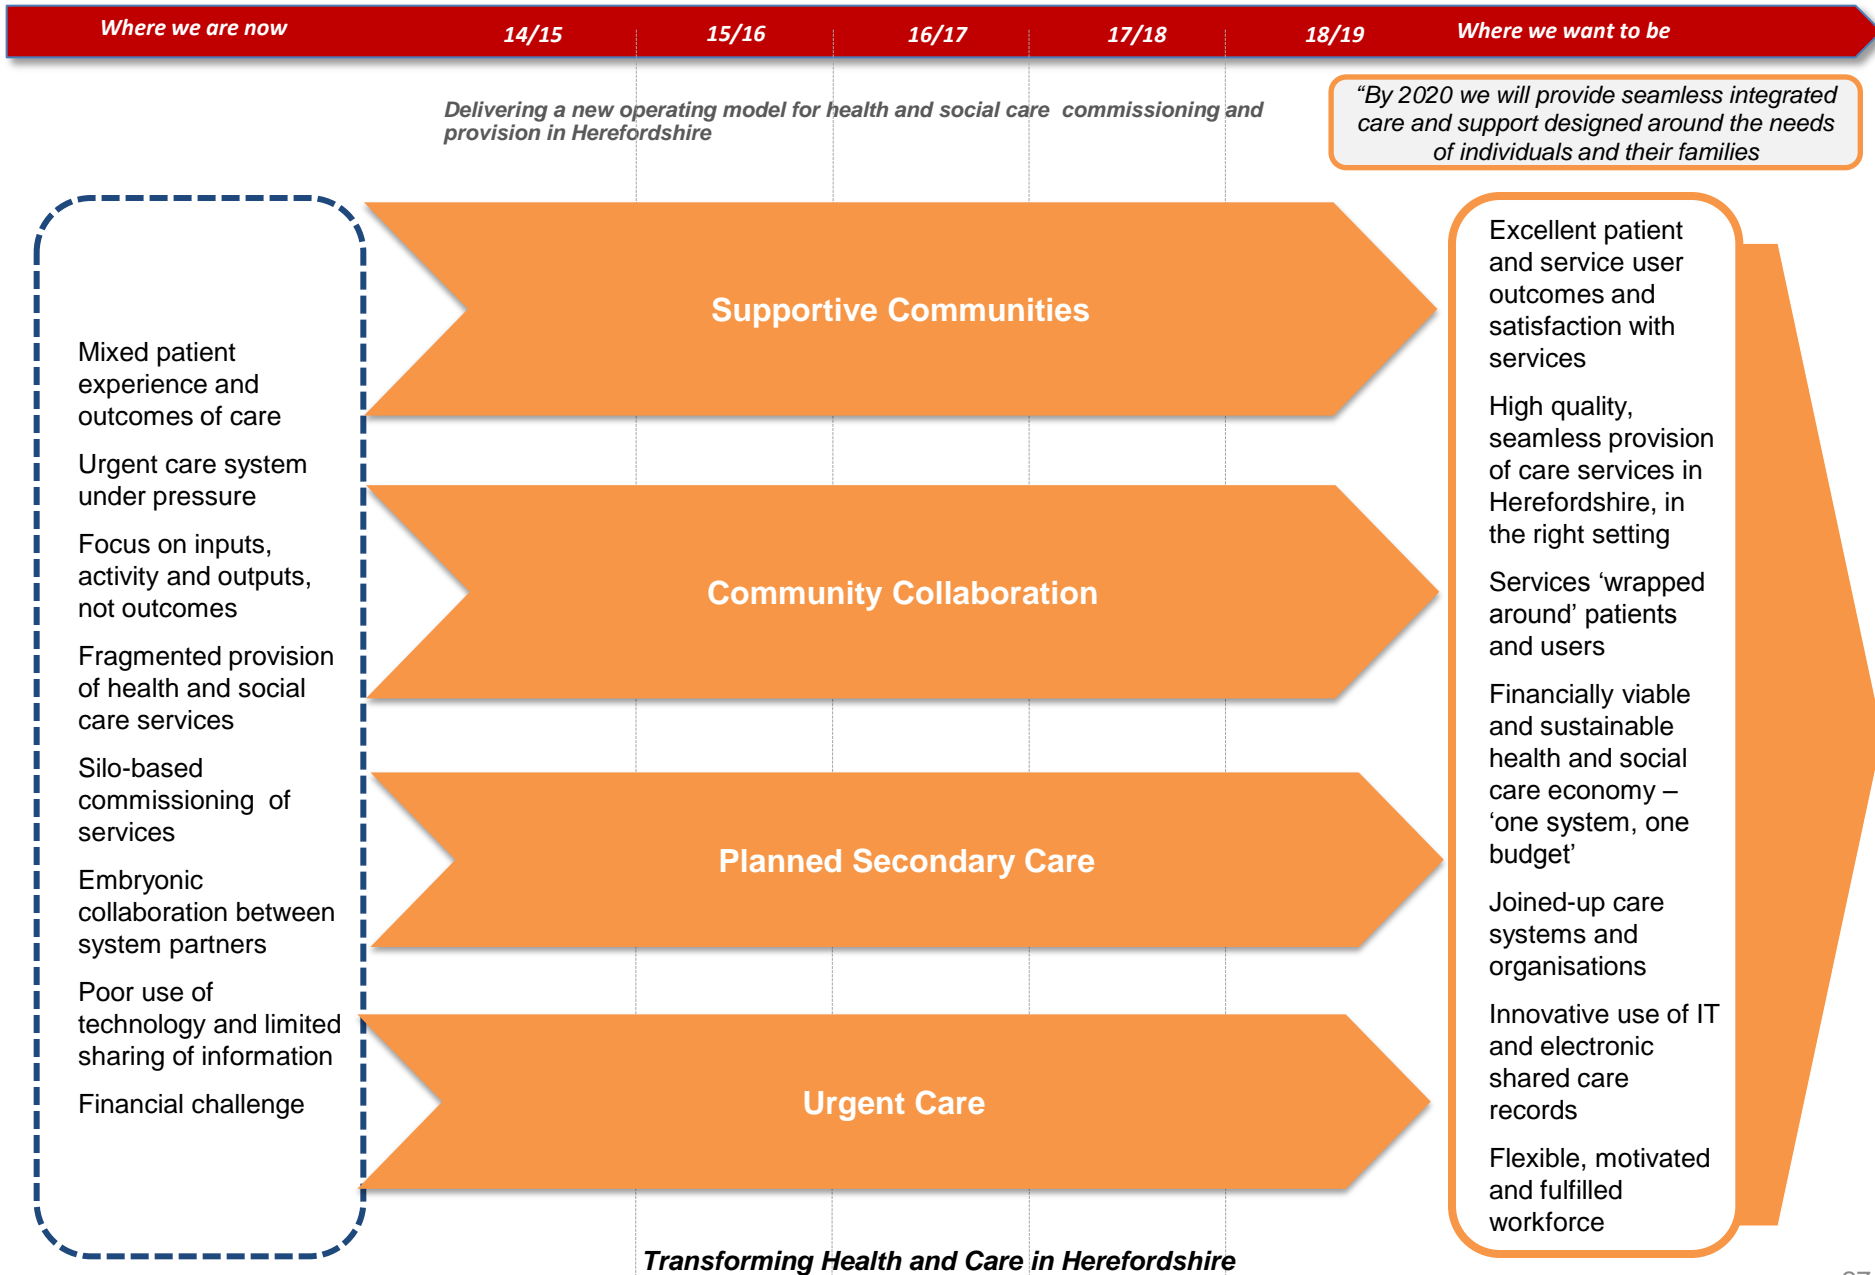 Where we are now
14/15
15/16
16/17
17/18
18/19
Where we want to be
Delivering a new operating model for health and social care commissioning and
provision in Herefordshire
“By 2020 we will provide seamless integrated
care and support designed around the needs
of individuals and their families
Mixed patient
experience and
outcomes of care
Urgent care system
under pressure
Focus on inputs,
activity and outputs,
not outcomes
Fragmented provision
of health and social
care services
Silo-based
commissioning of
services
Embryonic
collaboration between
system partners
Poor use of
technology and limited
sharing of information
Financial challenge
Supportive Communities
Community Collaboration
Planned Secondary Care
Urgent Care
Excellent patient
and service user
outcomes and
satisfaction with
services
High quality,
seamless provision
of care services in
Herefordshire, in
the right setting
Services ‘wrapped
around’ patients
and users
Financially viable
and sustainable
health and social
care economy –
‘one system, one
budget’
Joined-up care
systems and
organisations
Innovative use of IT
and electronic
shared care
records
Flexible, motivated
and fulfilled
workforce
Transforming Health and Care in Herefordshire